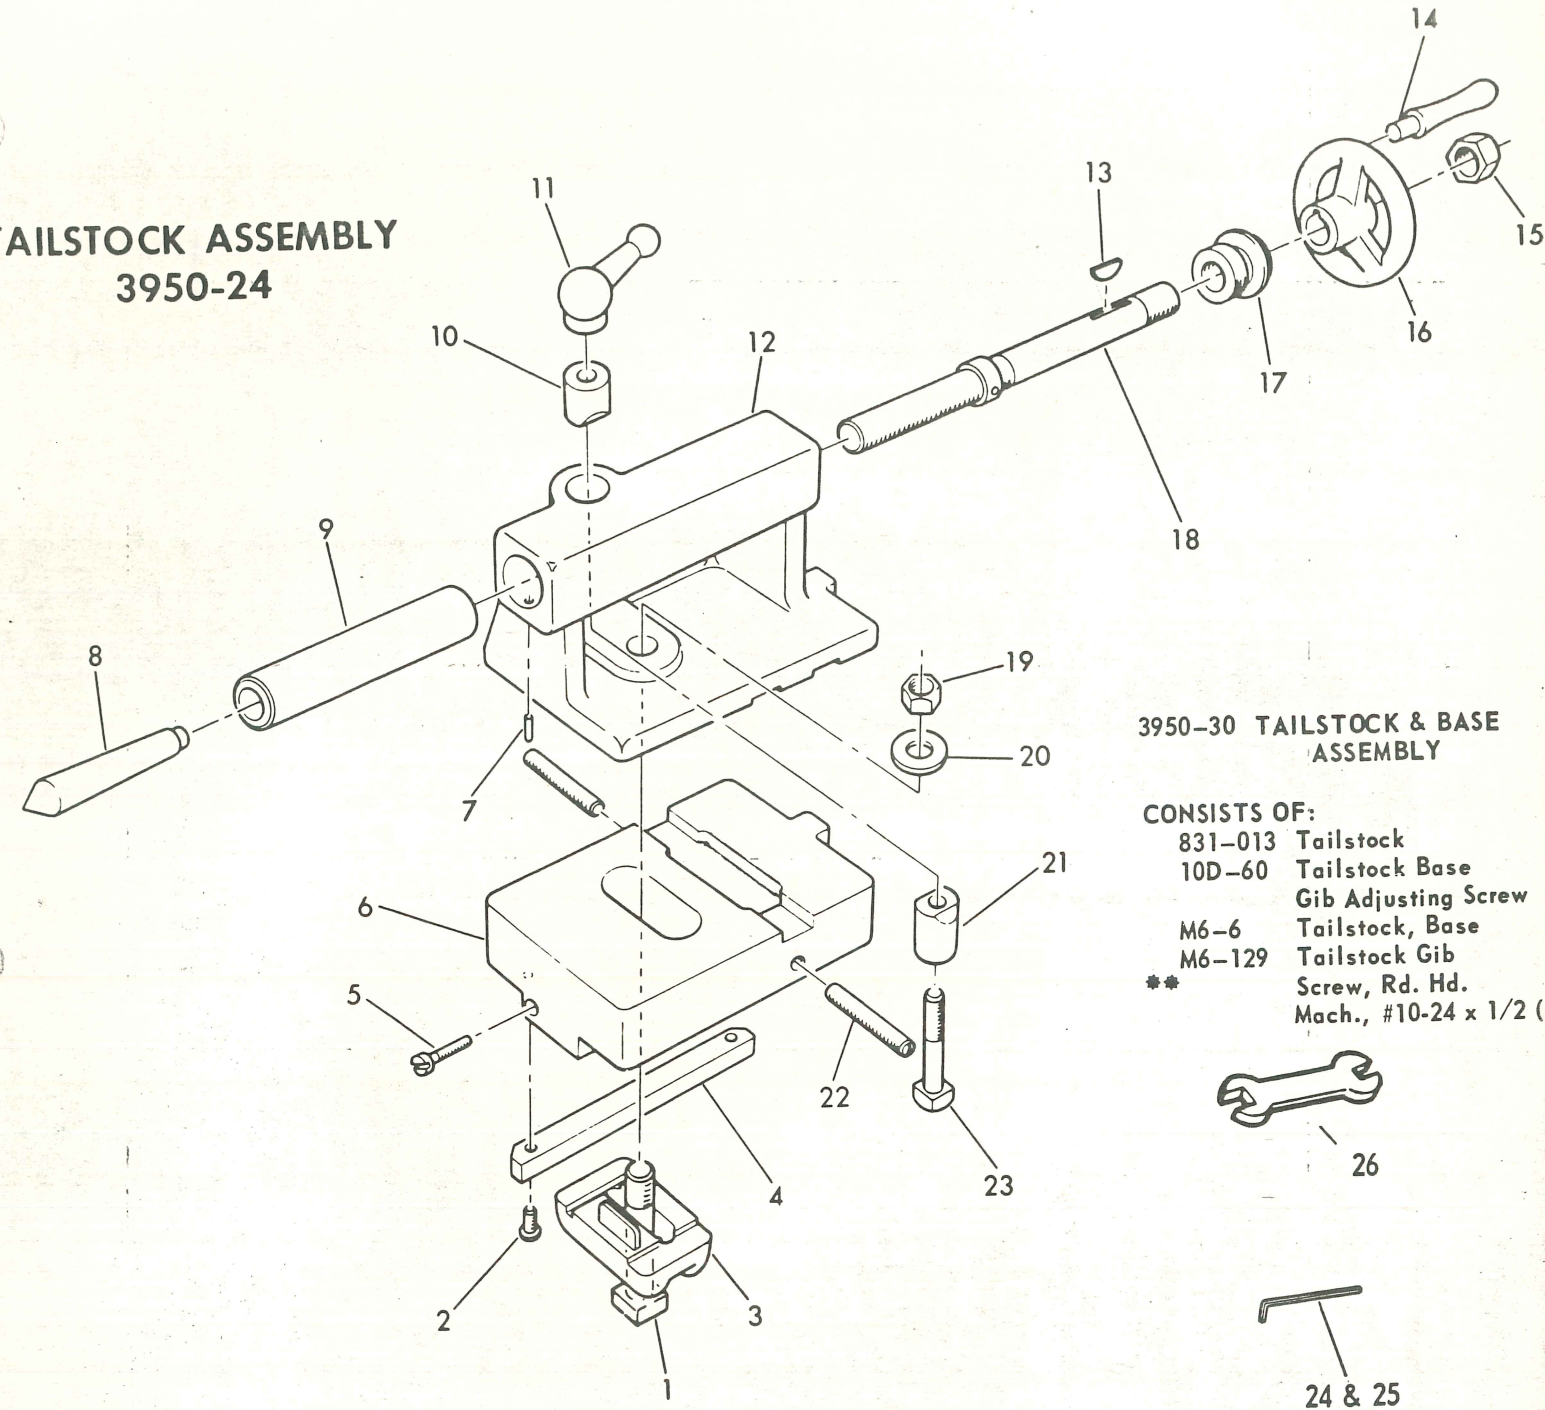 AILSTOCK ASSEMBLY
3950-24
14
13
11
15
10
12
16
17
9
18
8
19
20
7
3950-30 TAILSTOCK & BASE
ASSEMBLY
CONSISTS OF:
831-013 Tailstock
10D-60 Tailstock Base
Gib Adjusting Screw
M6-6 Tailstock, Base
M6-129 Tailstock Gib
** Screw, Rd. Hd.
Mach., #10-24 x 1/2 (
21
6
5
22
23
4
26
2
3
1
24 & 25